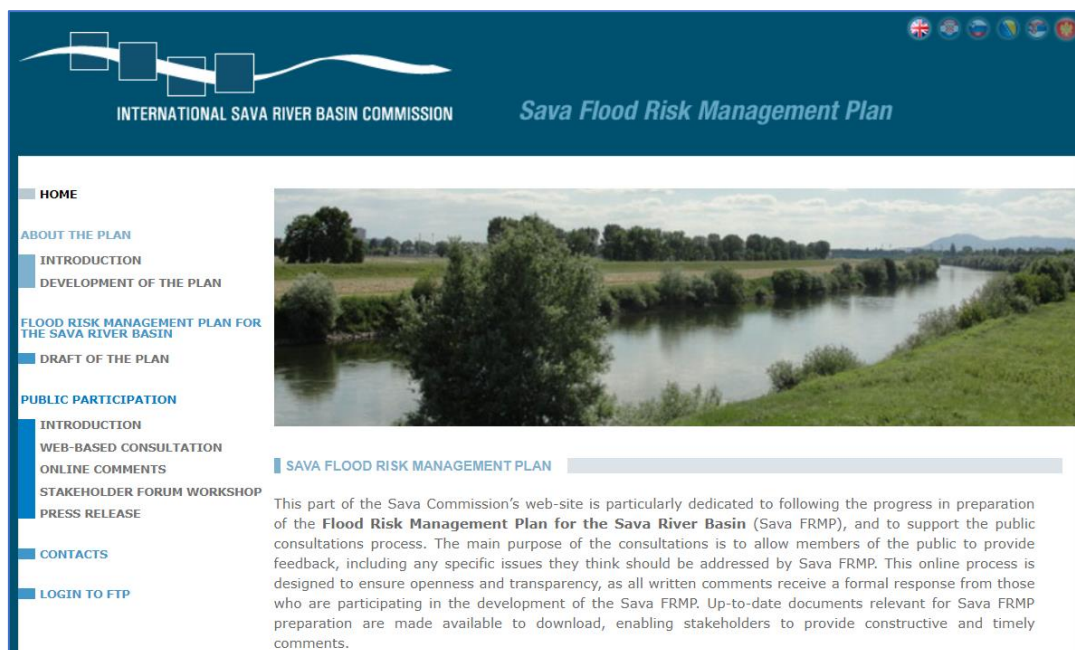 INTERNATIONAL SAVA RIVER BASIN COMMISSION
Sava Flood Risk Management Plan
HOME
ABOUT THE PLAN
INTRODUCTION
DEVELOPMENT OF THE PLAN
FLOOD RISK MANAGEMENT PLAN FOR
THE SAVA RIVER BASIN
DRAFT OF THE PLAN
PUBLIC PARTICIPATION
INTRODUCTION
WEB-BASED CONSULTATION
ONLINE COMMENTS
STAKEHOLDER FORUM WORKSHOP
PRESS RELEASE
CONTACTS
LOGIN TO FTP
SAVA FLOOD RISK MANAGEMENT PLAN
This part of the Sava Commission's web-site is particularly dedicated to following the progress in preparation
of the Flood Risk Management Plan for the Sava River Basin (Sava FRMP), and to support the public
consultations process. The main purpose of the consultations is to allow members of the public to provide
feedback, including any specific issues they think should be addressed by Sava FRMP. This online process is
designed to ensure openness and transparency, as all written comments receive a formal response from those
who are participating in the development of the Sava FRMP. Up-to-date documents relevant for Sava FRMP
preparation are made available to download, enabling stakeholders to provide constructive and timely
comments.